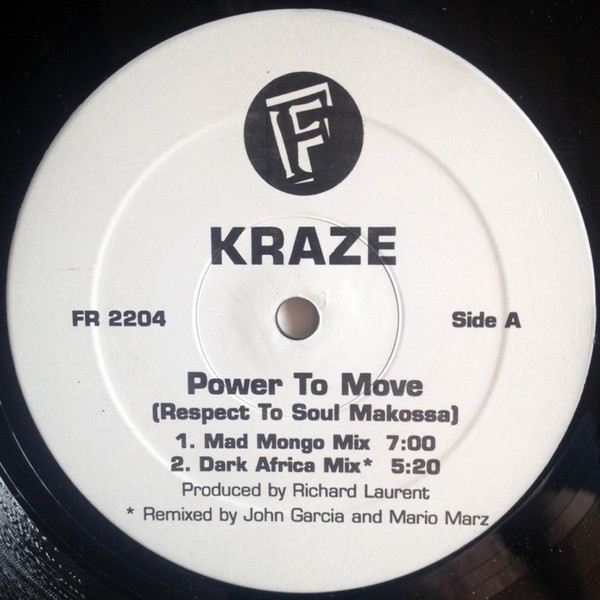 F
KRAZE
FR 2204
Side A
Power To Move
(Respect To Soul Makossa)
1. Mad Mongo Mix 7:00
2. Dark Africa Mix* 5:20
Produced by Richard Laurent
* Remixed by John Garcia and Mario Marz